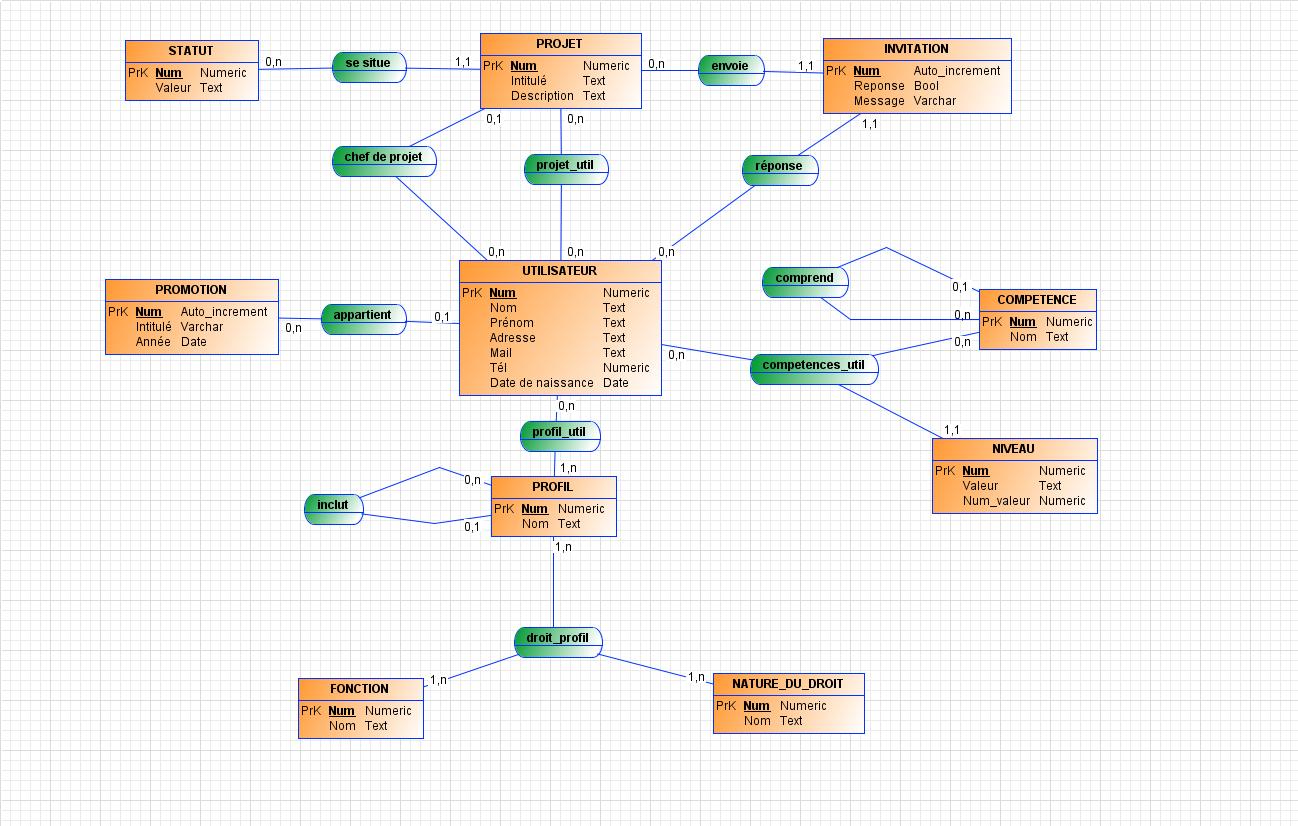 STATUT
PrK Num Numeric
Valeur Text
0,n
se situe
1,1
PROJET
PrK Num Numeric
Intitulé Text
Description Text
0,n
envoie
1,1
INVITATION
PrK Num Auto_increment
Reponse Bool
Message Varchar
0,1
0,n
1,1
chef de projet
projet_util
réponse
0,n
0,n
0,n
PROMOTION
PrK Num Auto_increment
Intitulé Varchar
Année Date
0,n
appartient
0,1
UTILISATEUR
PrK Num Numeric
Nom Text
Prénom Text
Adresse Text
Mail Text
Tél Numeric
Date de naissance Date
comprend
0,1
0,n
COMPETENCE
PrK Num Numeric
Nom Text
0,n
0,n
competences_util
1,1
NIVEAU
PrK Num Numeric
Valeur Text
Num_valeur Numeric
0,n
profil_util
1,n
inclut
0,n
0,1
PROFIL
PrK Num Numeric
Nom Text
1,n
droit_profil
1,n
1,n
FONCTION
PrK Num Numeric
Nom Text
NATURE_DU_DROIT
PrK Num Numeric
Nom Text